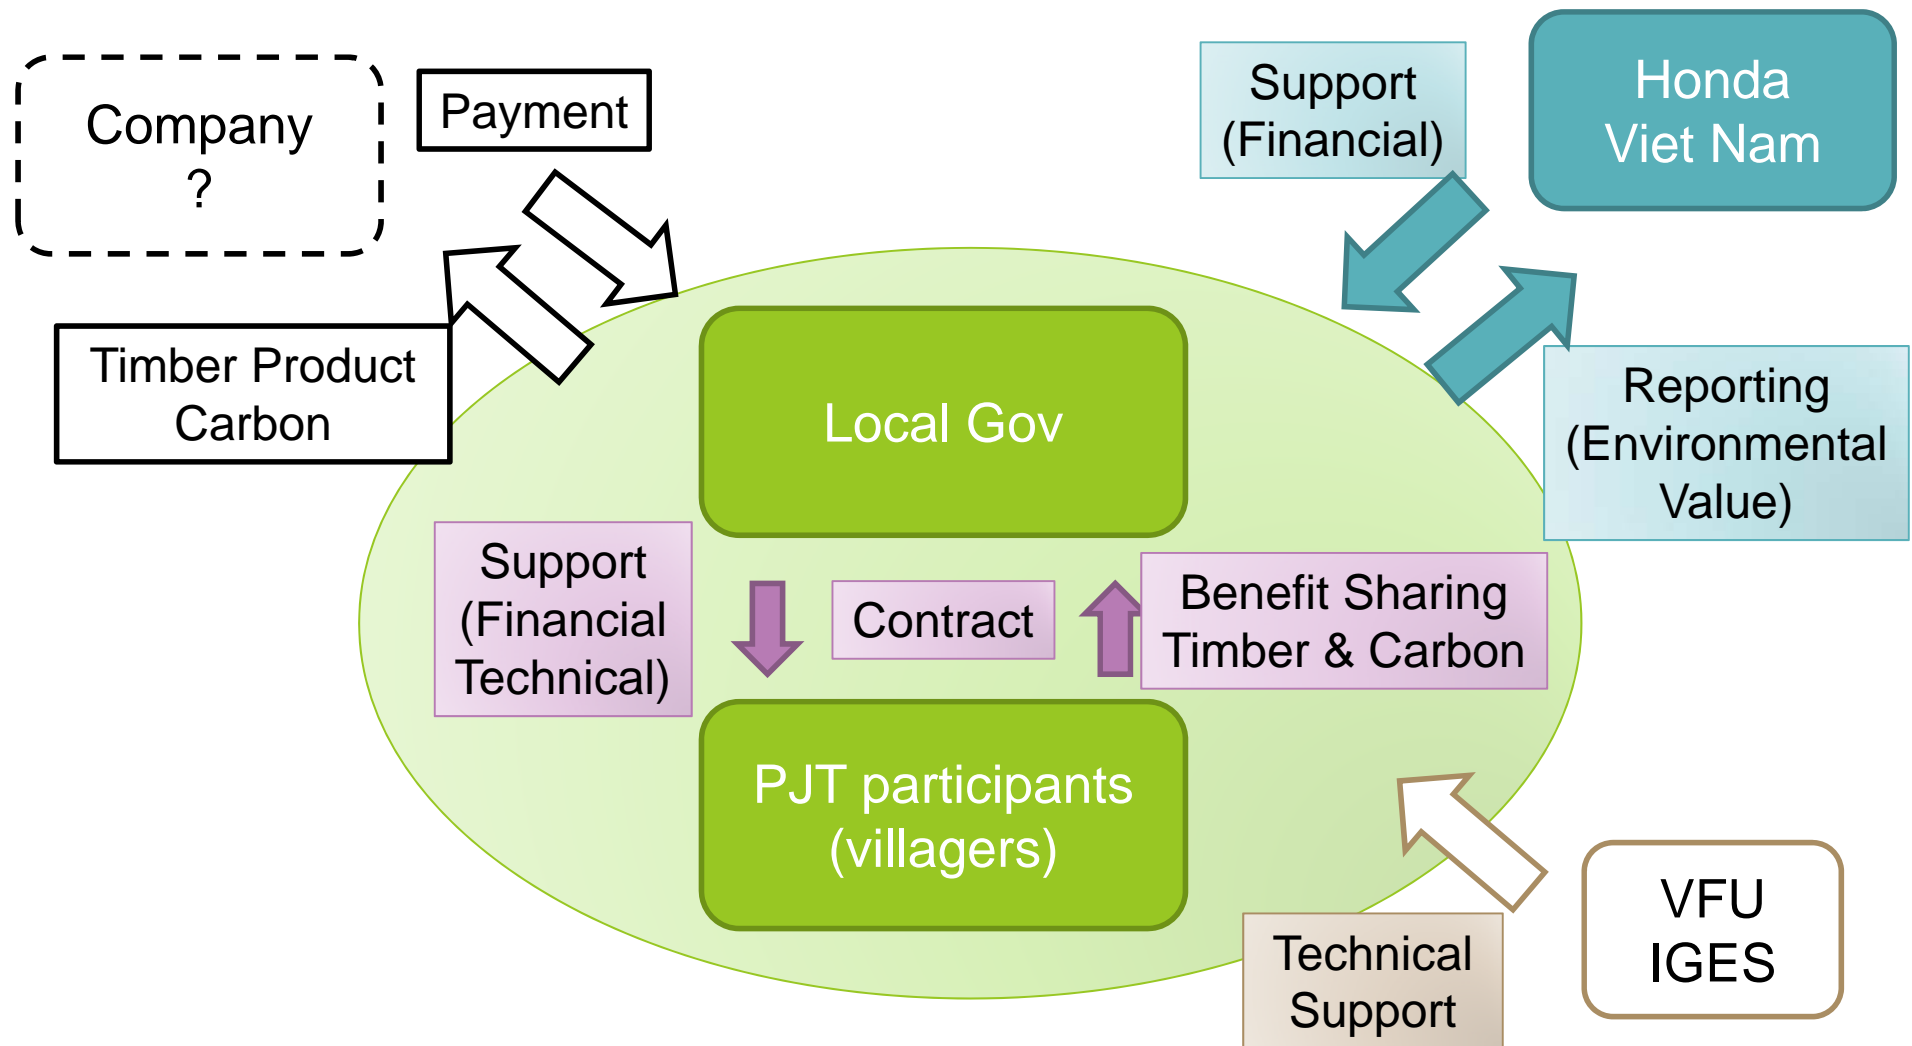 Company
?
Payment
Support
(Financial)
Honda
Viet Nam
Timber Product
Carbon
Local Gov
Reporting
(Environmental
Value)
Support
(Financial
Technical)
Contract
Benefit Sharing
Timber & Carbon
PJT participants
(villagers)
Technical
Support
VFU
IGES